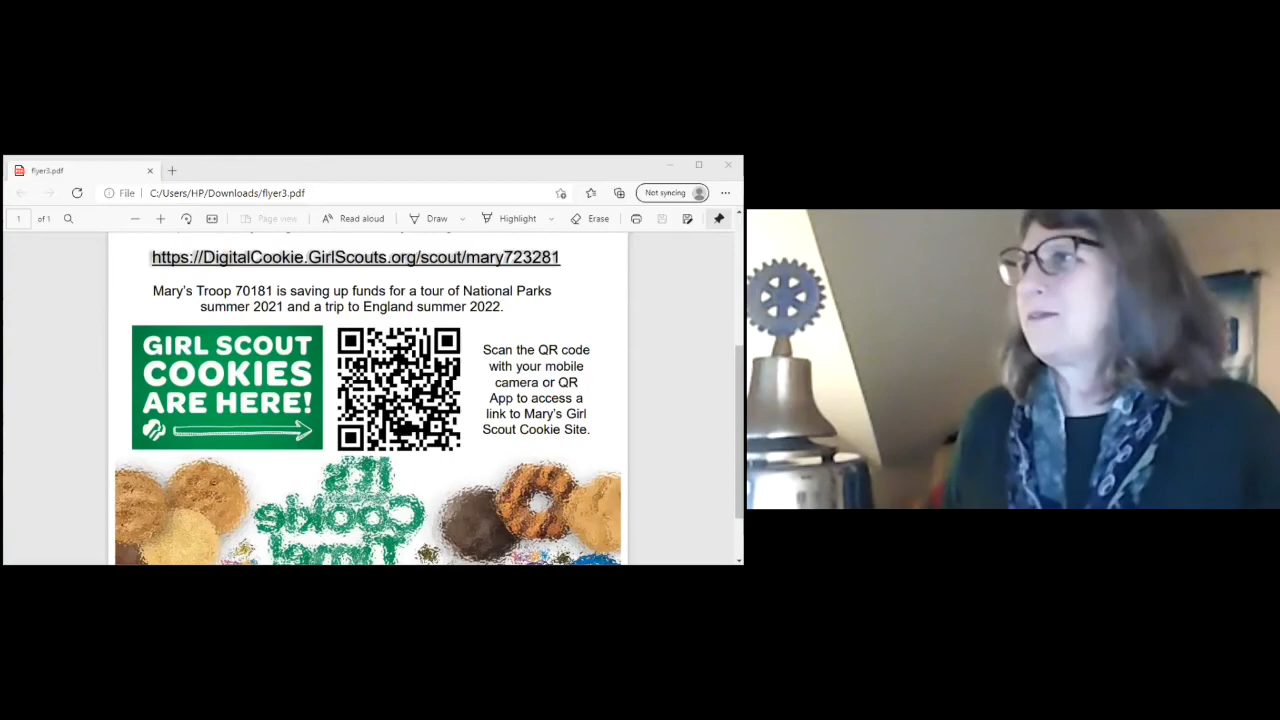 flyer3.pdf
File
C:/Users/HP/Downloads/flyer3.pdf
Not syncing
1 of 1
Page view
Read aloud
Draw
Highlight
Erase
https://DigitalCookie.GirlScouts.org/scout/mary723281
Mary's Troop 70181 is saving up funds for a tour of National Parks
summer 2021 and a trip to England summer 2022.
GIRL SCOUT
COOKIES
ARE HERE!
Scan the QR code
with your mobile
camera or QR
App to access a
link to Mary's Girl
Scout Cookie Site.
It's
Cookie
Time!